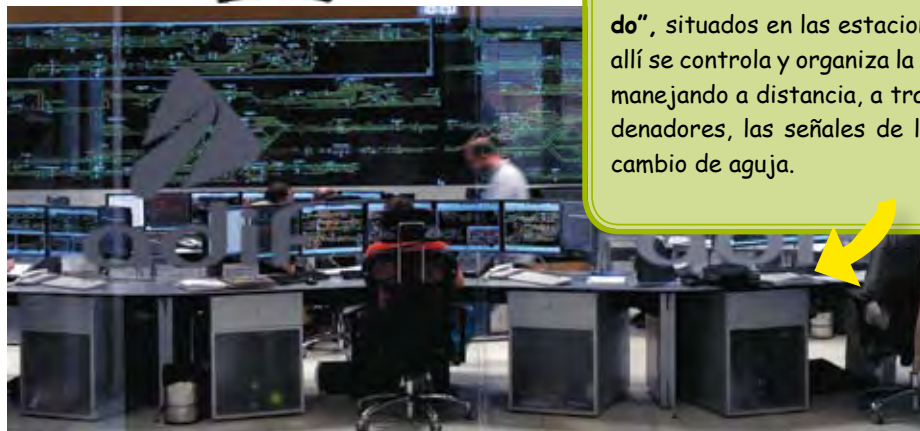 do”, situados en las estacion
allí se controla y organiza la
manejando a distancia, a tra
denadores, las señales de l
cambio de aguja.
adif